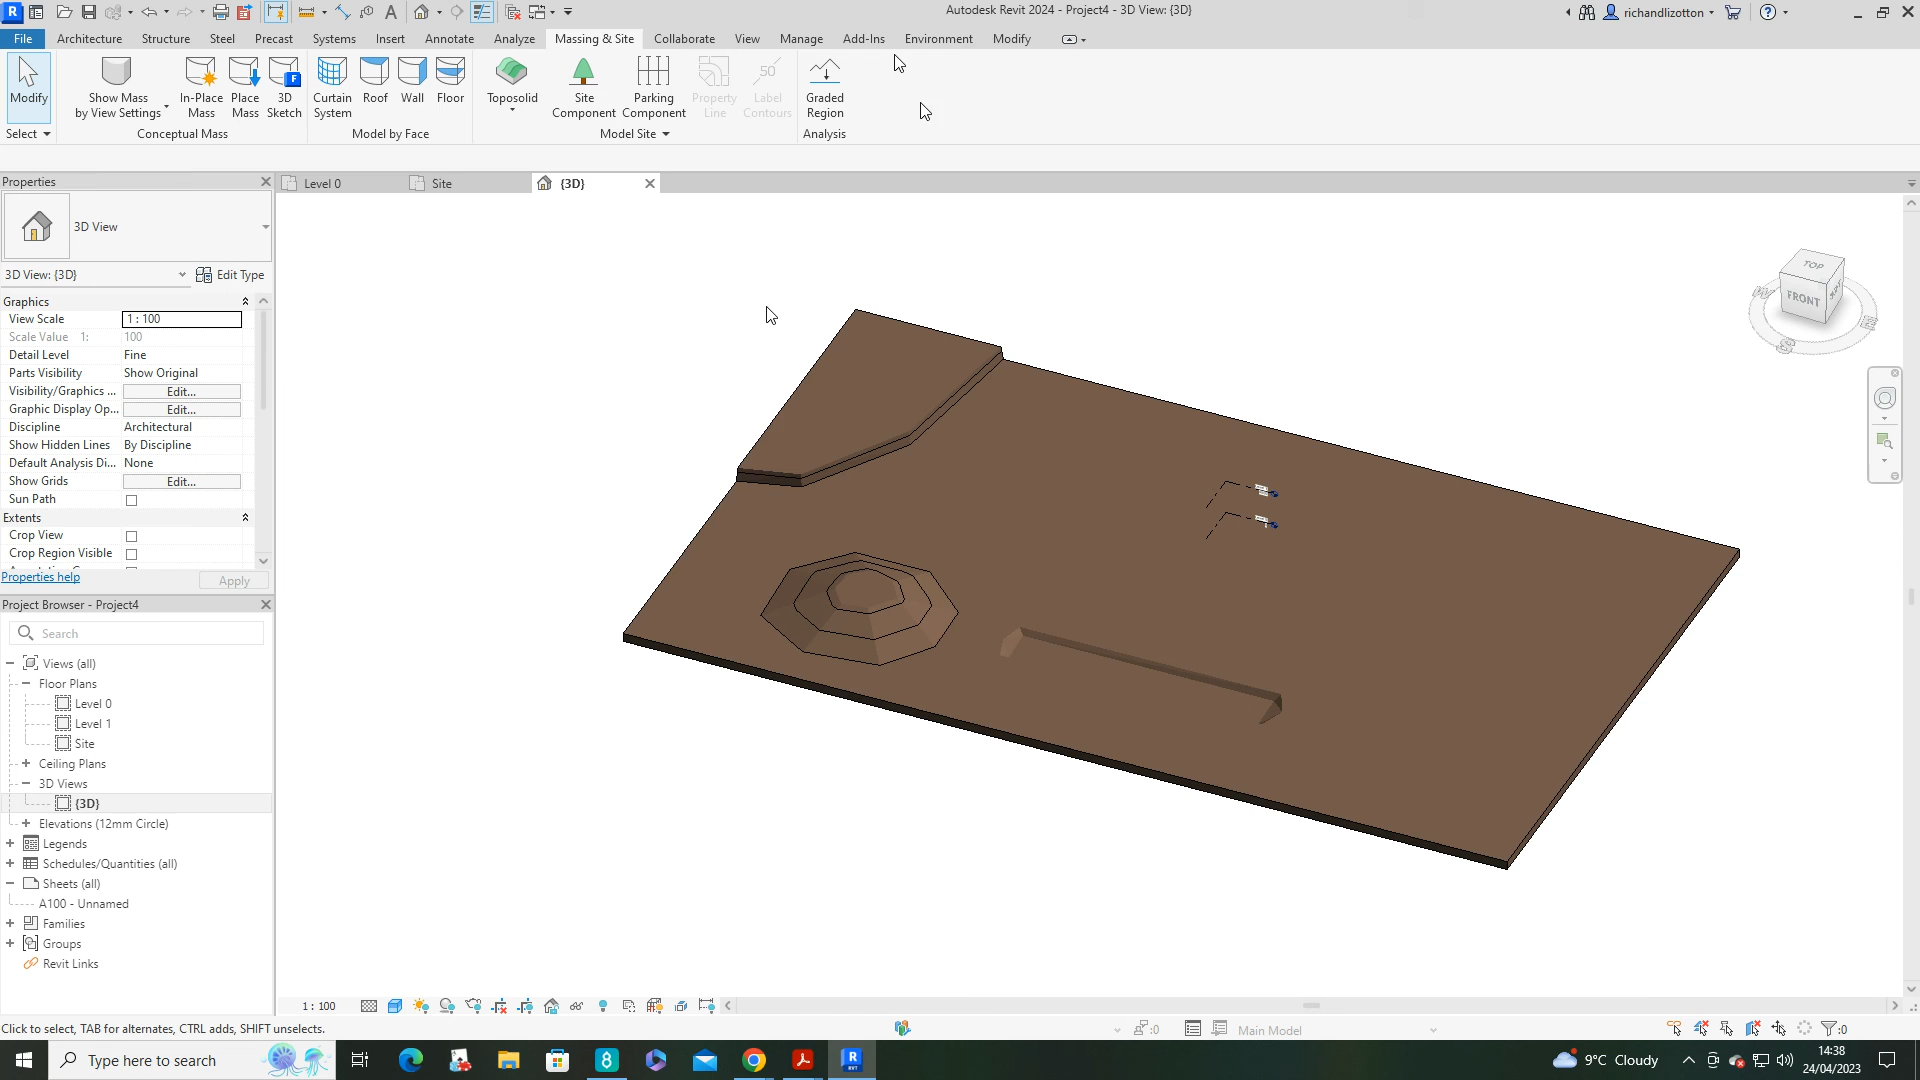 Autodesk Revit 2024 - Project4 - 3D View: {3D}
richandlizotton
File Architecture Structure Steel Precast Systems Insert Annotate Analyze Massing & Site Collaborate View Manage Add-Ins Environment Modify
Modify
Show Mass
by View Settings
In-Place
Mass
Place
Mass
3D
Sketch
Curtain
System
Roof
Wall
Floor
Toposolid
Site
Component
Parking
Component
Property
Line
Label
Contours
Graded
Region
Select
Conceptual Mass
Model by Face
Model Site
Analysis
Properties
Level 0
Site
{3D}
3D View
3D View: {3D}
Edit Type
Graphics
View Scale 1 : 100
Scale Value 1: 100
Detail Level Fine
Parts Visibility Show Original
Visibility/Graphics ... Edit...
Graphic Display Op... Edit...
Discipline Architectural
Show Hidden Lines By Discipline
Default Analysis Di... None
Show Grids Edit...
Sun Path
Extents
Crop View
Crop Region Visible
Properties help
Apply
TOP
FRONT
W
S
E
Project Browser - Project4
Search
Views (all)
Floor Plans
Level 0
Level 1
Site
Ceiling Plans
3D Views
{3D}
Elevations (12mm Circle)
Legends
Schedules/Quantities (all)
Sheets (all)
A100 - Unnamed
Families
Groups
Revit Links
1 : 100
Click to select, TAB for alternates, CTRL adds, SHIFT unselects.
:0
Main Model
:0
Type here to search
9°C Cloudy
14:38
24/04/2023